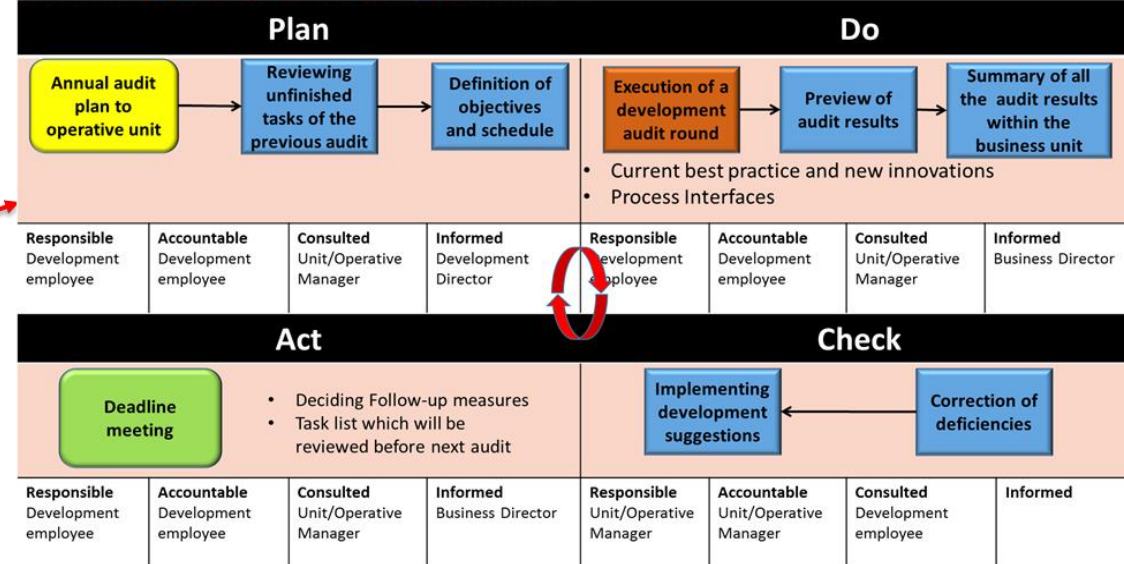 Plan
Annual audit
plan to
operative unit
Reviewing
unfinished
tasks of the
previous audit
Definition of
objectives
and schedule
Do
Execution of a
development
audit round
Preview of
audit results
Summary of all
the audit results
within the
business unit
• Current best practice and new innovations
• Process Interfaces
Responsible
Development
employee
Accountable
Development
employee
Consulted
Unit/Operative
Manager
Informed
Development
Director
Responsible
Development
employee
Accountable
Development
employee
Consulted
Unit/Operative
Manager
Informed
Business Director
Act
Deadline
meeting
• Deciding Follow-up measures
• Task list which will be
reviewed before next audit
Check
Implementing
development
suggestions
Correction of
deficiencies
Responsible
Development
employee
Accountable
Development
employee
Consulted
Unit/Operative
Manager
Informed
Business Director
Responsible
Unit/Operative
Manager
Accountable
Unit/Operative
Manager
Consulted
Development
employee
Informed